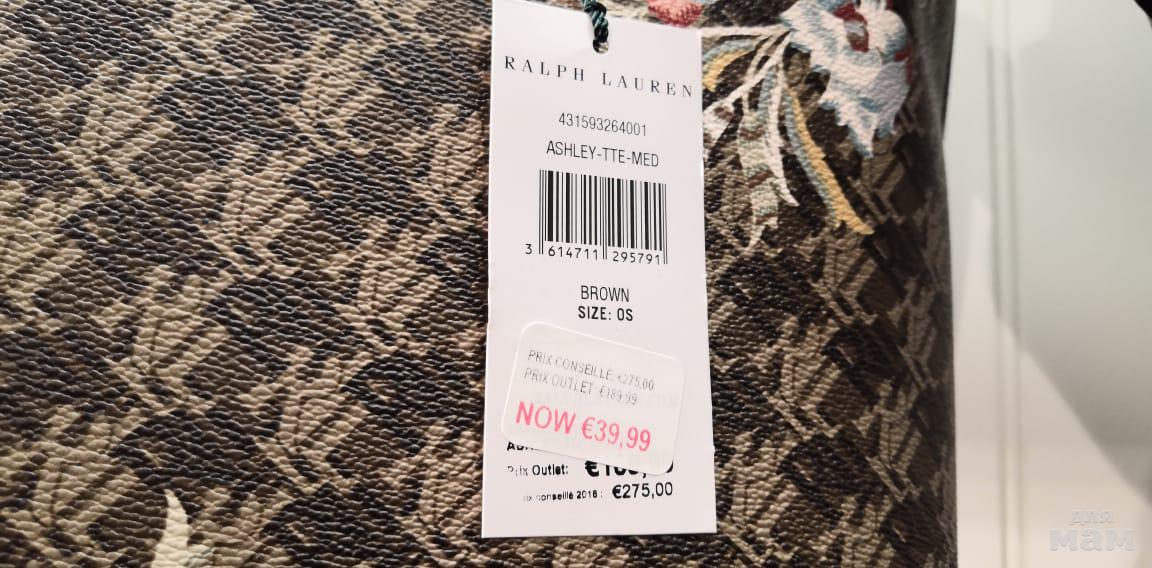 RALPH LAUREN
431593264001
ASHLEY-TTE-MED
3 614711 295791
BROWN
SIZE: OS
PRIX CONSEILLE €275,00
PRIX OUTLET €189,99
NOW €39,99
Prix Outlet:
conseillé 2018 : €275,00
для
мам